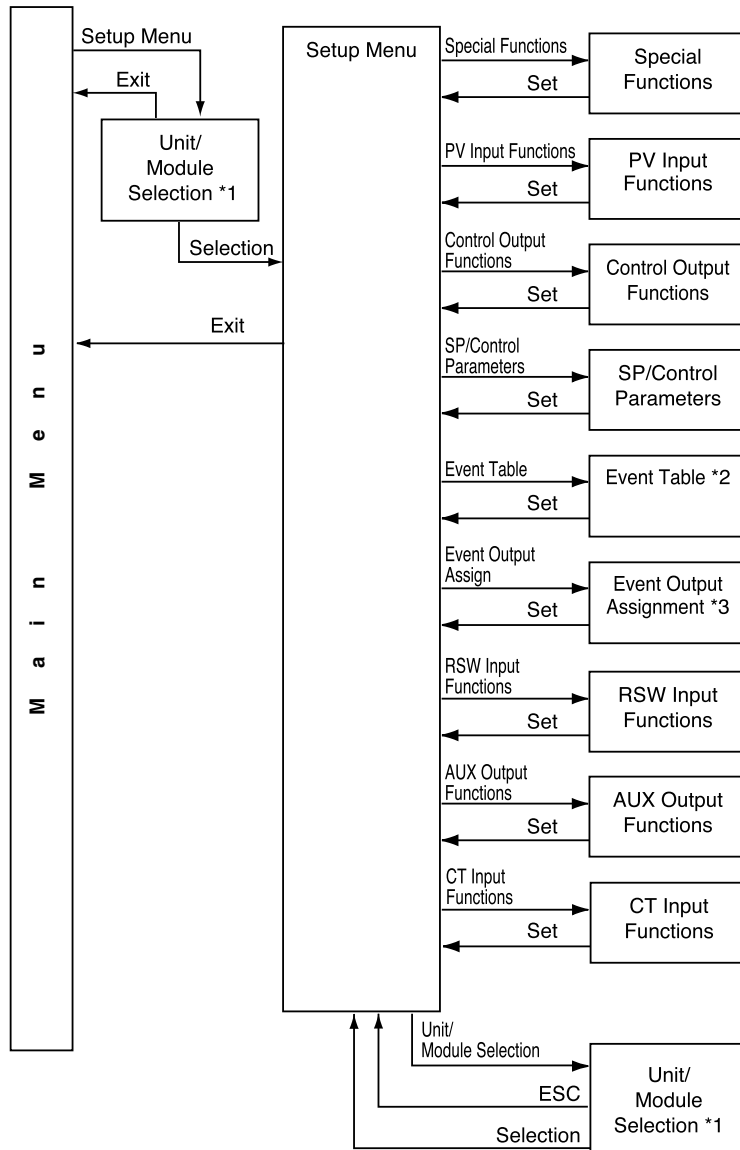 Setup Menu
Exit
Unit/
Module
Selection *1
Selection
Exit
Main Menu
Setup Menu
Special Functions
Set
Special
Functions
PV Input Functions
Set
PV Input
Functions
Control Output
Functions
Set
Control Output
Functions
SP/Control
Parameters
Set
SP/Control
Parameters
Event Table
Set
Event Table *2
Event Output
Assign
Set
Event Output
Assignment *3
RSW Input
Functions
Set
RSW Input
Functions
AUX Output
Functions
Set
AUX Output
Functions
CT Input
Functions
Set
CT Input
Functions
Unit/
Module Selection
ESC
Selection
Unit/
Module
Selection *1